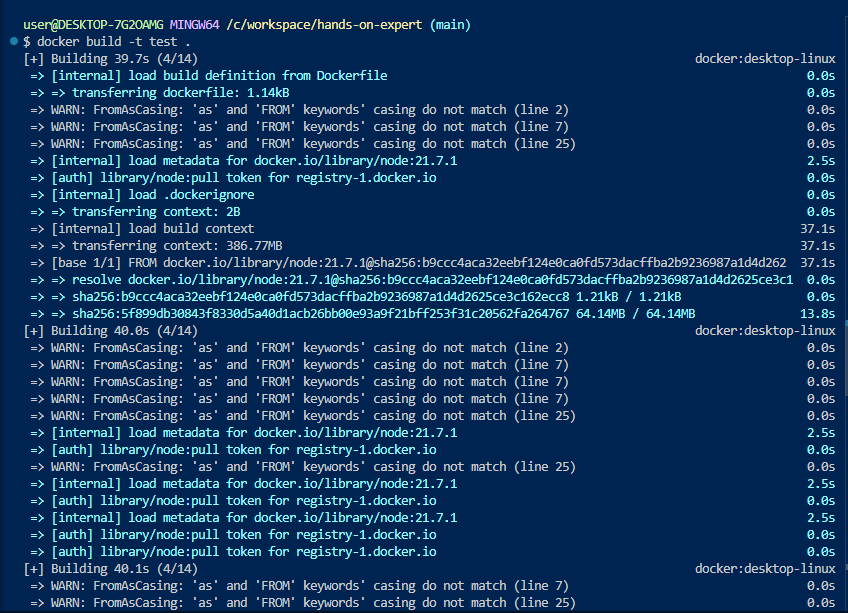 user@DESKTOP-7G2OAMG MINGW64 /c/workspace/hands-on-expert (main)
$ docker build -t test .
[+] Building 39.7s (4/14) docker:desktop-linux
=> [internal] load build definition from Dockerfile 0.0s
=> => transferring dockerfile: 1.14kB 0.0s
=> WARN: FromAsCasing: 'as' and 'FROM' keywords' casing do not match (line 2) 0.0s
=> WARN: FromAsCasing: 'as' and 'FROM' keywords' casing do not match (line 7) 0.0s
=> WARN: FromAsCasing: 'as' and 'FROM' keywords' casing do not match (line 25) 0.0s
=> [internal] load metadata for docker.io/library/node:21.7.1 2.5s
=> [auth] library/node:pull token for registry-1.docker.io 0.0s
=> [internal] load .dockerignore 0.0s
=> => transferring context: 2B 0.0s
=> [internal] load build context 37.1s
=> => transferring context: 386.77MB 37.1s
=> [base 1/1] FROM docker.io/library/node:21.7.1@sha256:b9ccc4aca32eebf124e0ca0fd573dacffba2b9236987a1d4d262 37.1s
=> => resolve docker.io/library/node:21.7.1@sha256:b9ccc4aca32eebf124e0ca0fd573dacffba2b9236987a1d4d2625ce3c1 0.0s
=> => sha256:b9ccc4aca32eebf124e0ca0fd573dacffba2b9236987a1d4d2625ce3c162ecc8 1.21kB / 1.21kB 0.0s
=> => sha256:5f899db30843f8330d5a40d1acb26bb00e93a9f21bff253f31c20562fa264767 64.14MB / 64.14MB 13.8s
[+] Building 40.0s (4/14) docker:desktop-linux
=> WARN: FromAsCasing: 'as' and 'FROM' keywords' casing do not match (line 2) 0.0s
=> WARN: FromAsCasing: 'as' and 'FROM' keywords' casing do not match (line 7) 0.0s
=> WARN: FromAsCasing: 'as' and 'FROM' keywords' casing do not match (line 7) 0.0s
=> WARN: FromAsCasing: 'as' and 'FROM' keywords' casing do not match (line 7) 0.0s
=> WARN: FromAsCasing: 'as' and 'FROM' keywords' casing do not match (line 25) 0.0s
=> [internal] load metadata for docker.io/library/node:21.7.1 2.5s
=> [auth] library/node:pull token for registry-1.docker.io 0.0s
=> WARN: FromAsCasing: 'as' and 'FROM' keywords' casing do not match (line 25) 0.0s
=> [internal] load metadata for docker.io/library/node:21.7.1 2.5s
=> [auth] library/node:pull token for registry-1.docker.io 0.0s
=> [internal] load metadata for docker.io/library/node:21.7.1 2.5s
=> [auth] library/node:pull token for registry-1.docker.io 0.0s
=> [auth] library/node:pull token for registry-1.docker.io 0.0s
[+] Building 40.1s (4/14) docker:desktop-linux
=> WARN: FromAsCasing: 'as' and 'FROM' keywords' casing do not match (line 7) 0.0s
=> WARN: FromAsCasing: 'as' and 'FROM' keywords' casing do not match (line 25) 0.0s